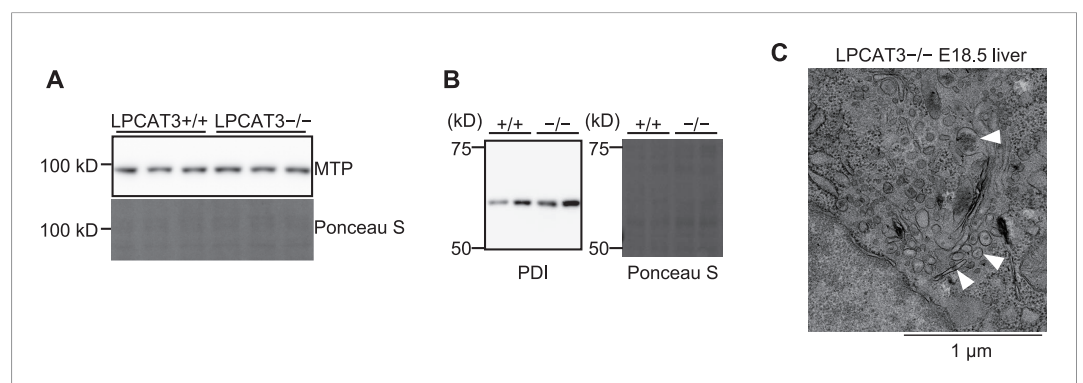 A
LPCAT3+/+ LPCAT3−/−
100 kD MTP
100 kD Ponceau S
B
(kD) +/+ −/− (kD) +/+ −/−
75 75
50 50
PDI Ponceau S
C
LPCAT3−/− E18.5 liver
1 µm